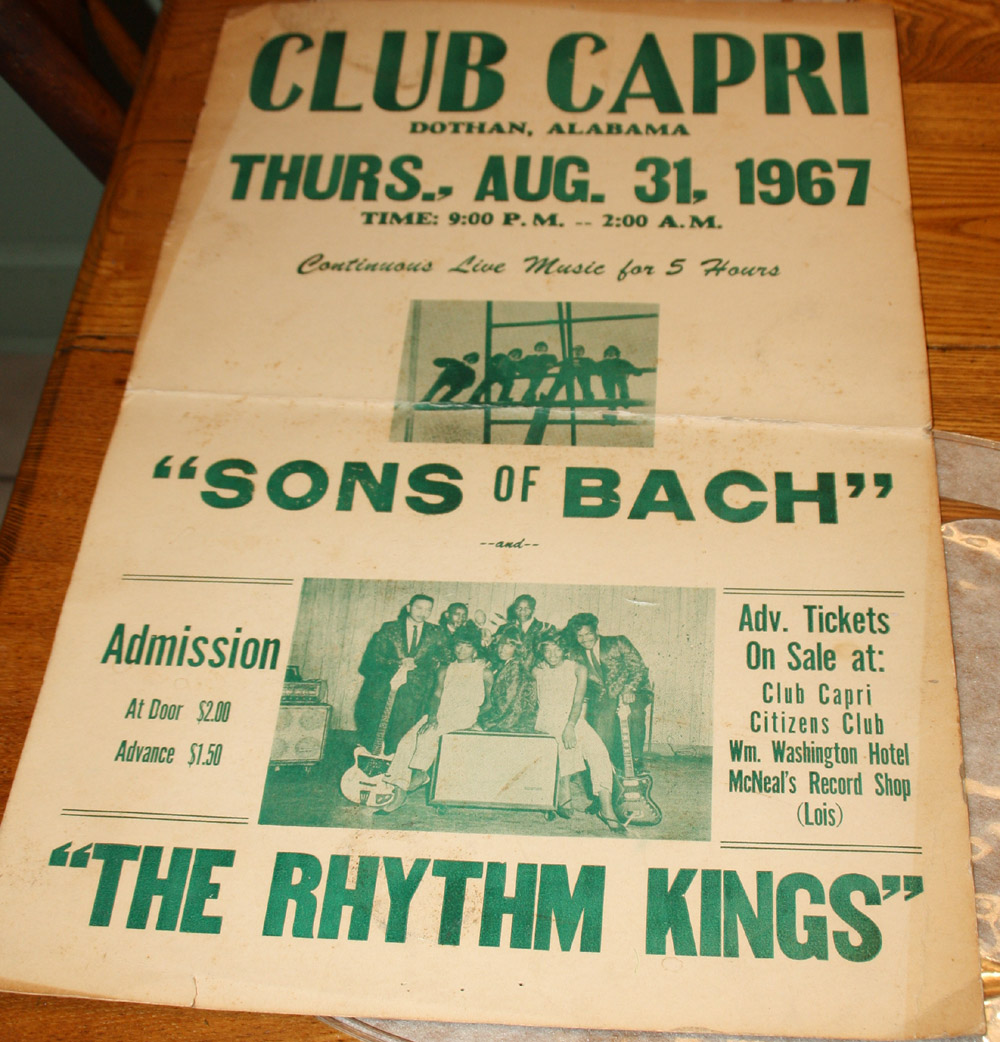 CLUB CAPRI
DOTHAN, ALABAMA
THURS., AUG. 31, 1967
TIME: 9:00 P.M. -- 2:00 A.M.
Continuous Live Music for 5 Hours
"SONS OF BACH"
--and--
Admission
At Door $2.00
Advance $1.50
Adv. Tickets
On Sale at:
Club Capri
Citizens Club
Wm. Washington Hotel
McNeal's Record Shop
(Lois)
"THE RHYTHM KINGS"